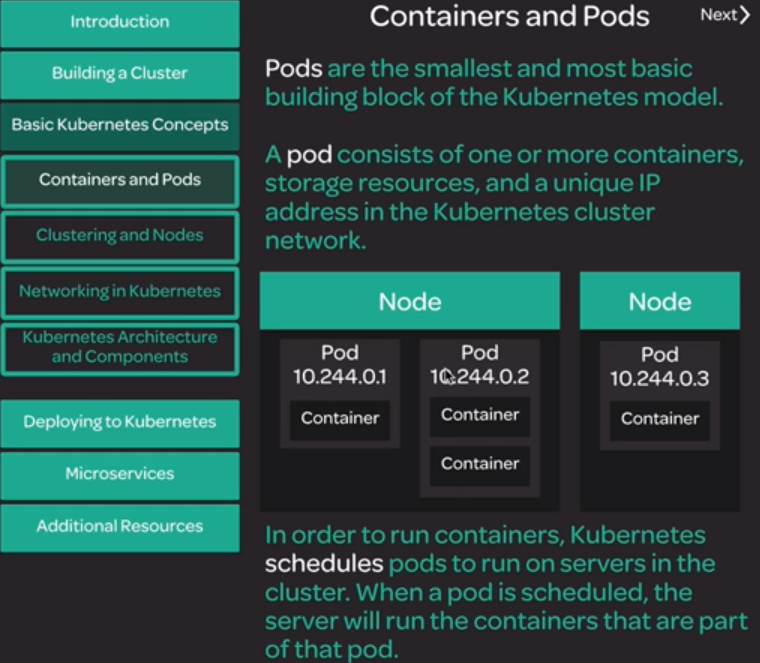 Introduction
Building a Cluster
Basic Kubernetes Concepts
Containers and Pods
Clustering and Nodes
Networking in Kubernetes
Kubernetes Architecture
and Components
Deploying to Kubernetes
Microservices
Additional Resources
Containers and Pods
Next
Pods are the smallest and most basic
building block of the Kubernetes model.
A pod consists of one or more containers,
storage resources, and a unique IP
address in the Kubernetes cluster
network.
Node
Pod
10.244.0.1
Container
Pod
10.244.0.2
Container
Container
Node
Pod
10.244.0.3
Container
In order to run containers, Kubernetes
schedules pods to run on servers in the
cluster. When a pod is scheduled, the
server will run the containers that are part
of that pod.